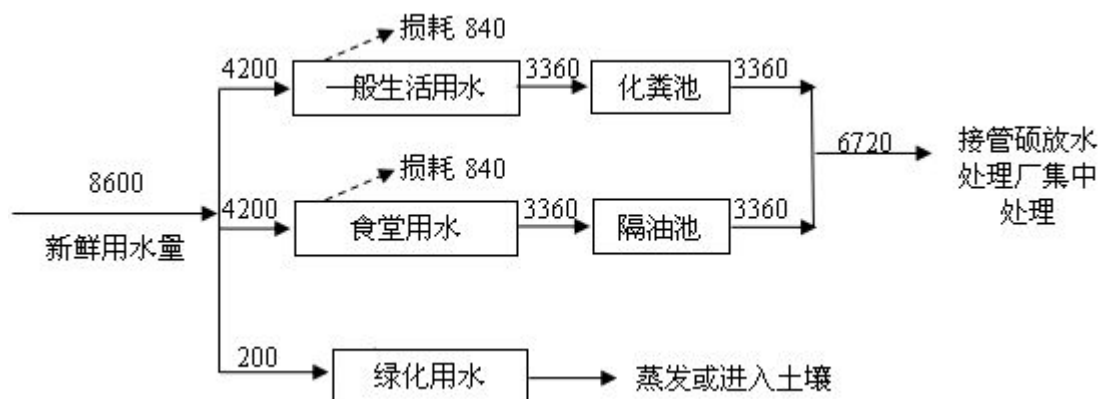 损耗 840
4200
一般生活用水
3360
化粪池
3360
8600
新鲜用水量
损耗 840
4200
食堂用水
3360
隔油池
3360
6720
接管硕放水
处理厂集中
处理
200
绿化用水
蒸发或进入土壤